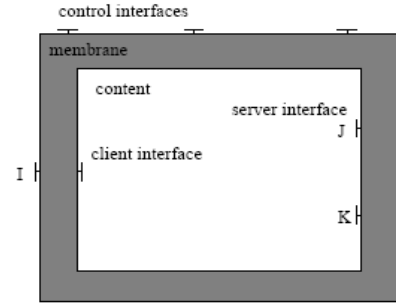 control interfaces
membrane
content
server interface
J
client interface
I
K